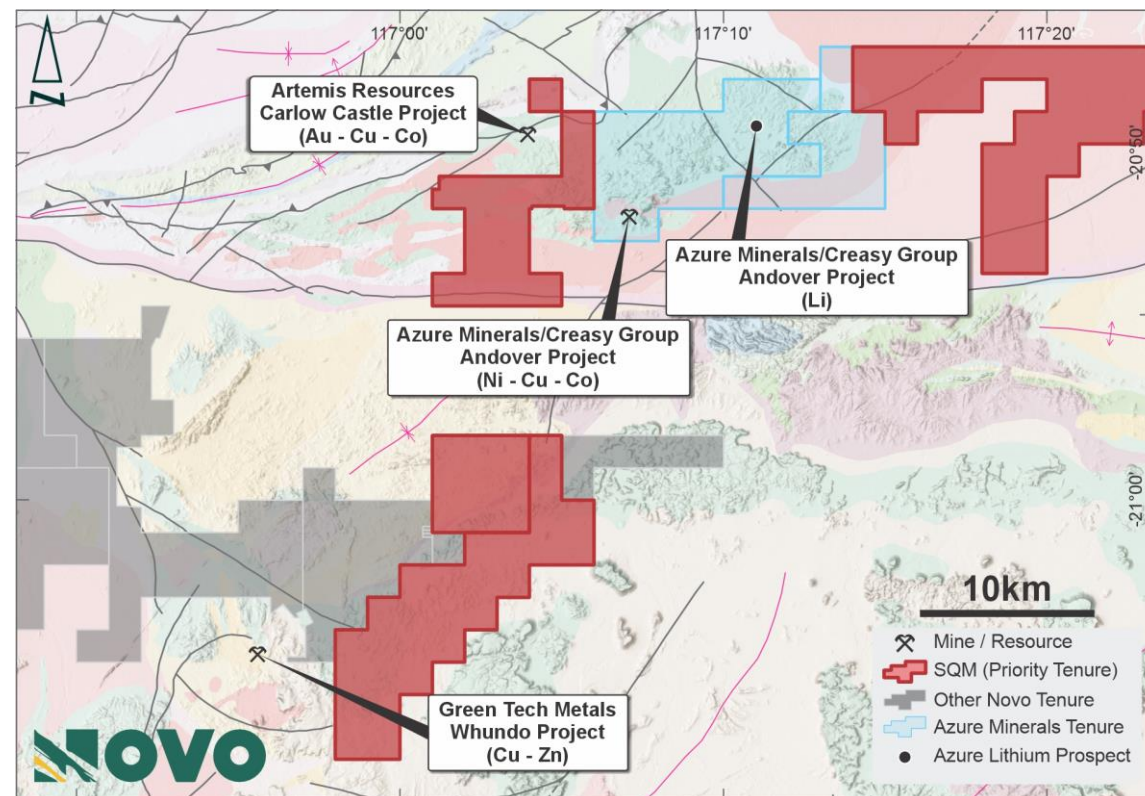 117°00'
117°10'
117°20'
N
Artemis Resources
Carlow Castle Project
(Au - Cu - Co)
-20°50'
Azure Minerals/Creasy Group
Andover Project
(Li)
Azure Minerals/Creasy Group
Andover Project
(Ni - Cu - Co)
-21°00'
10km
Mine / Resource
SQM (Priority Tenure)
Other Novo Tenure
Azure Minerals Tenure
Azure Lithium Prospect
Green Tech Metals
Whundo Project
(Cu - Zn)
NOVO